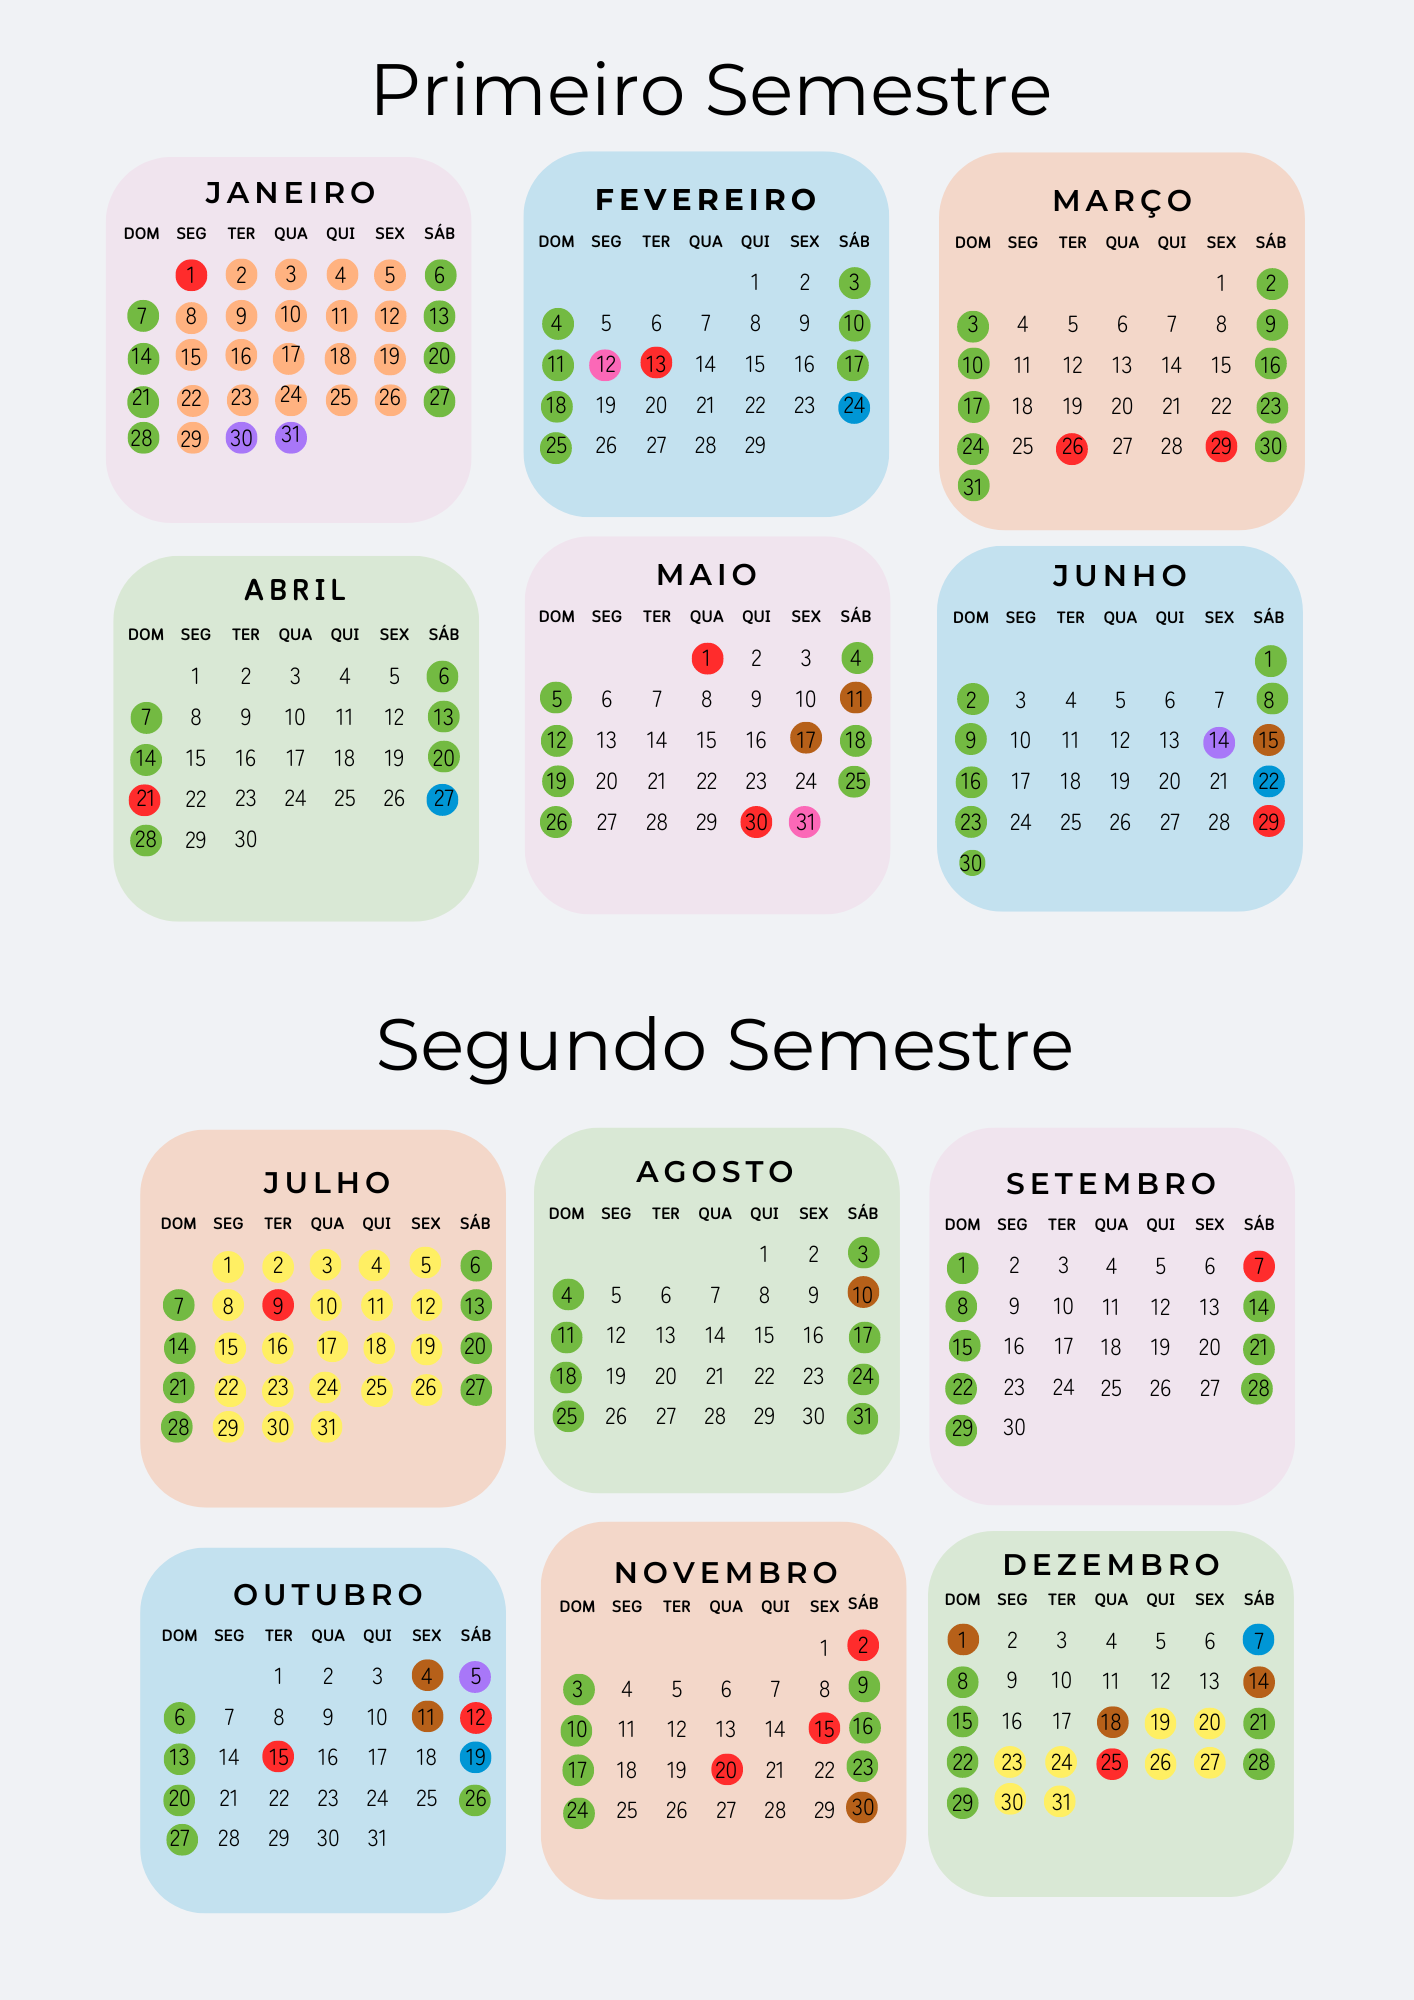 Primeiro Semestre
JANEIRO
DOM SEG TER QUA QUI SEX SÁB
1 2 3 4 5 6
7 8 9 10 11 12 13
14 15 16 17 18 19 20
21 22 23 24 25 26 27
28 29 30 31
FEVEREIRO
DOM SEG TER QUA QUI SEX SÁB
1 2 3
4 5 6 7 8 9 10
11 12 13 14 15 16 17
18 19 20 21 22 23 24
25 26 27 28 29
MARÇO
DOM SEG TER QUA QUI SEX SÁB
1 2
3 4 5 6 7 8 9
10 11 12 13 14 15 16
17 18 19 20 21 22 23
24 25 26 27 28 29 30
31
ABRIL
DOM SEG TER QUA QUI SEX SÁB
1 2 3 4 5 6
7 8 9 10 11 12 13
14 15 16 17 18 19 20
21 22 23 24 25 26 27
28 29 30
MAIO
DOM SEG TER QUA QUI SEX SÁB
1 2 3 4
5 6 7 8 9 10 11
12 13 14 15 16 17 18
19 20 21 22 23 24 25
26 27 28 29 30 31
JUNHO
DOM SEG TER QUA QUI SEX SÁB
1
2 3 4 5 6 7 8
9 10 11 12 13 14 15
16 17 18 19 20 21 22
23 24 25 26 27 28 29
30
Segundo Semestre
JULHO
DOM SEG TER QUA QUI SEX SÁB
1 2 3 4 5 6
7 8 9 10 11 12 13
14 15 16 17 18 19 20
21 22 23 24 25 26 27
28 29 30 31
AGOSTO
DOM SEG TER QUA QUI SEX SÁB
1 2 3
4 5 6 7 8 9 10
11 12 13 14 15 16 17
18 19 20 21 22 23 24
25 26 27 28 29 30 31
SETEMBRO
DOM SEG TER QUA QUI SEX SÁB
1 2 3 4 5 6 7
8 9 10 11 12 13 14
15 16 17 18 19 20 21
22 23 24 25 26 27 28
29 30
OUTUBRO
DOM SEG TER QUA QUI SEX SÁB
1 2 3 4 5
6 7 8 9 10 11 12
13 14 15 16 17 18 19
20 21 22 23 24 25 26
27 28 29 30 31
NOVEMBRO
DOM SEG TER QUA QUI SEX SÁB
1 2
3 4 5 6 7 8 9
10 11 12 13 14 15 16
17 18 19 20 21 22 23
24 25 26 27 28 29 30
DEZEMBRO
DOM SEG TER QUA QUI SEX SÁB
1 2 3 4 5 6 7
8 9 10 11 12 13 14
15 16 17 18 19 20 21
22 23 24 25 26 27 28
29 30 31